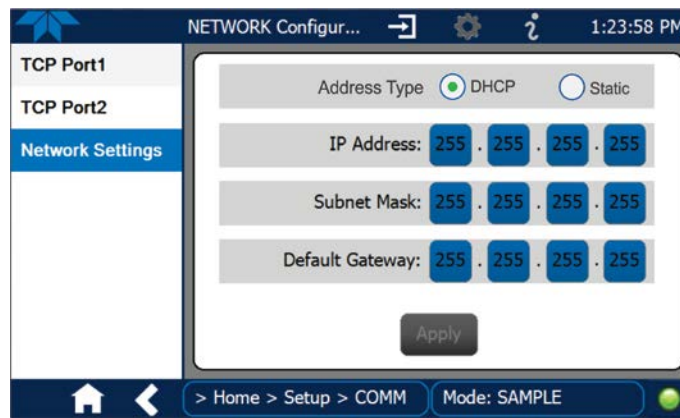 NETWORK Configur... 1:23:58 PM
TCP Port1
TCP Port2
Network Settings
Address Type DHCP Static
IP Address: 255 . 255 . 255 . 255
Subnet Mask: 255 . 255 . 255 . 255
Default Gateway: 255 . 255 . 255 . 255
Apply
> Home > Setup > COMM Mode: SAMPLE